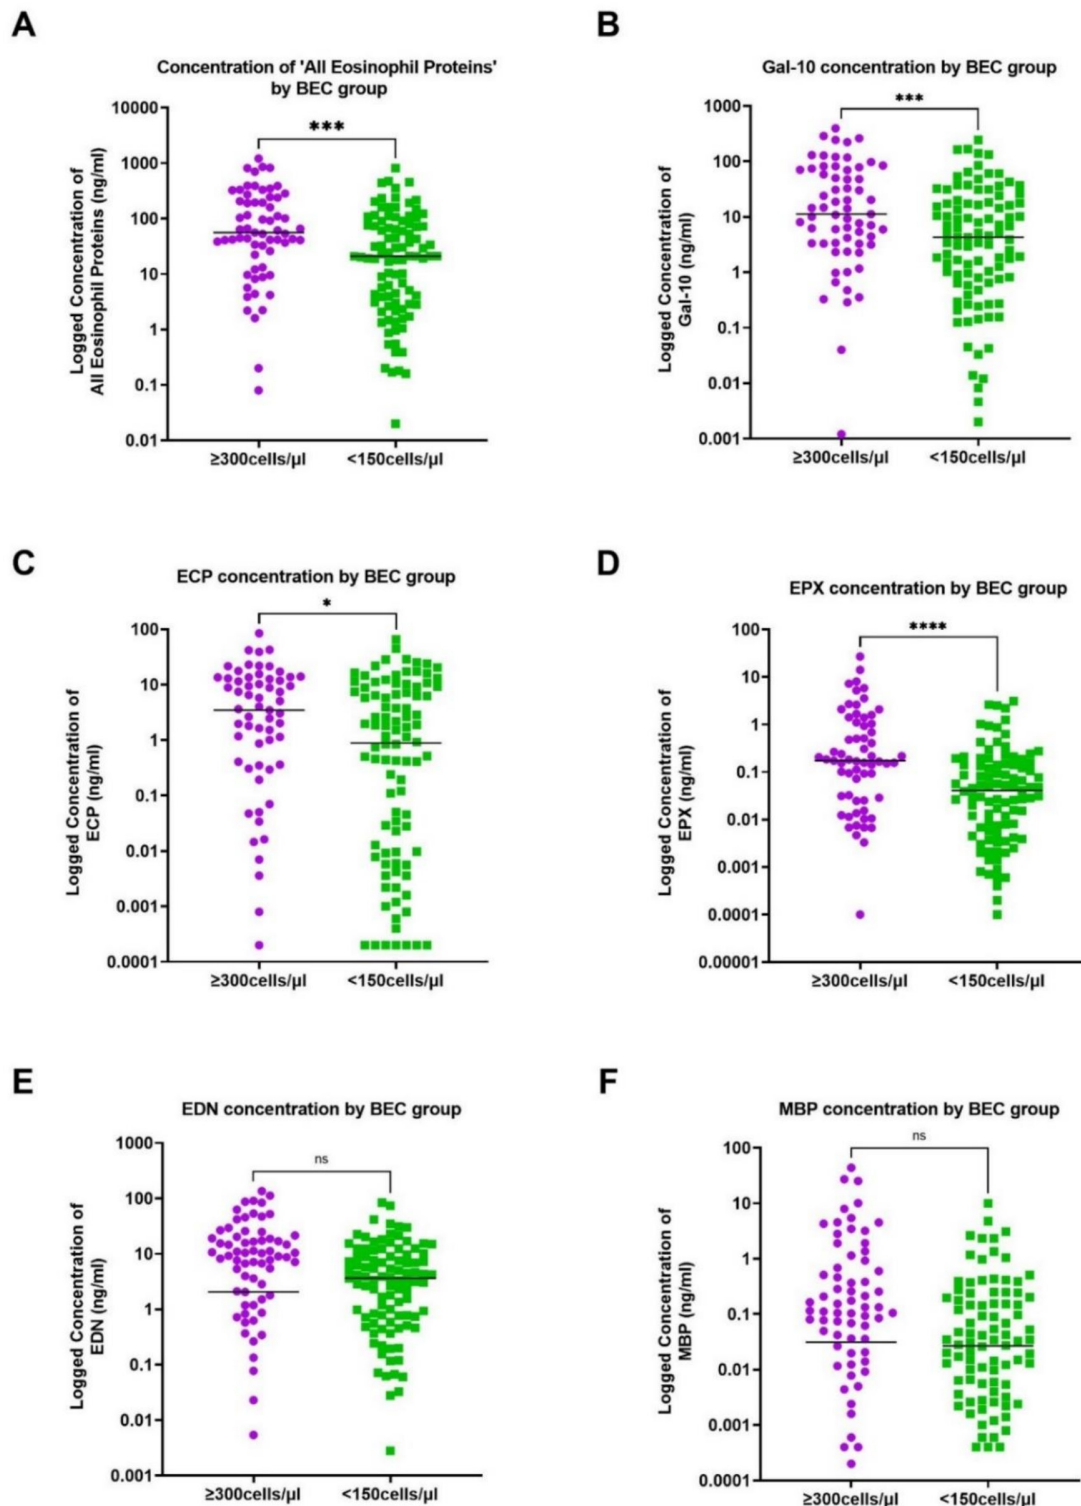 A
Concentration of 'All Eosinophil Proteins'
by BEC group
Logged Concentration of
All Eosinophil Proteins (ng/ml)
10000
1000
100
10
1
0.1
0.01
***
≥300cells/µl
<150cells/µl
B
Gal-10 concentration by BEC group
Logged Concentration of
Gal-10 (ng/ml)
1000
100
10
1
0.1
0.01
0.001
***
≥300cells/µl
<150cells/µl
C
ECP concentration by BEC group
Logged Concentration of
ECP (ng/ml)
100
10
1
0.1
0.01
0.001
0.0001
*
≥300cells/µl
<150cells/µl
D
EPX concentration by BEC group
Logged Concentration of
EPX (ng/ml)
100
10
1
0.1
0.01
0.001
0.0001
0.00001
****
≥300cells/µl
<150cells/µl
E
EDN concentration by BEC group
Logged Concentration of
EDN (ng/ml)
1000
100
10
1
0.1
0.01
0.001
ns
≥300cells/µl
<150cells/µl
F
MBP concentration by BEC group
Logged Concentration of
MBP (ng/ml)
100
10
1
0.1
0.01
0.001
0.0001
ns
≥300cells/µl
<150cells/µl